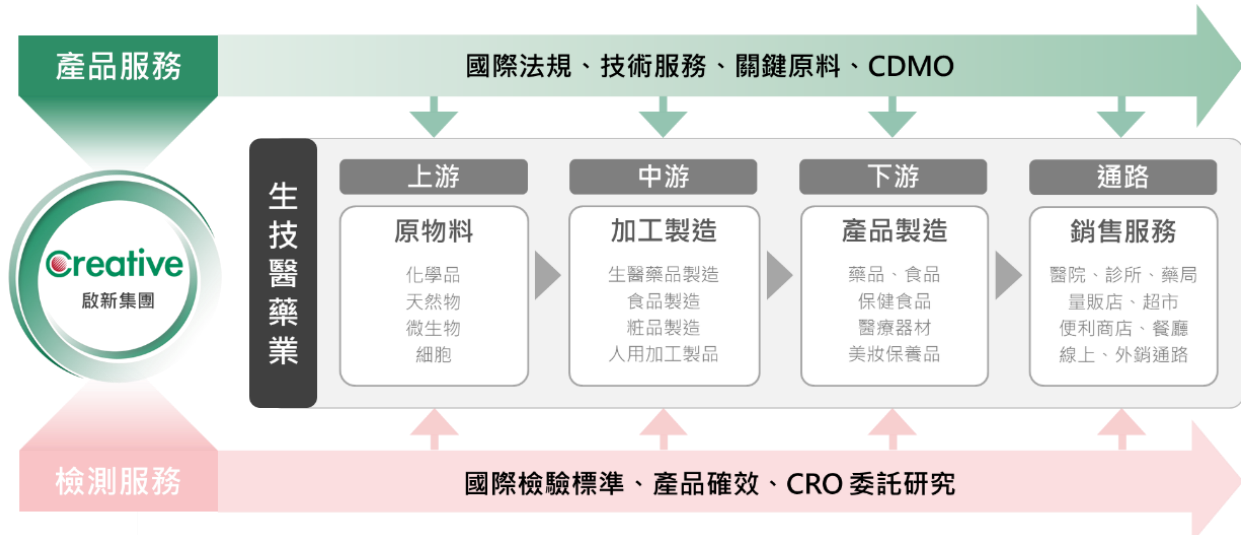 產品服務
國際法規、技術服務、關鍵原料、CDMO
Creative
啟新集團
生技醫藥業
上游
原物料
化學品
天然物
微生物
細胞
中游
加工製造
生醫藥品製造
食品製造
粧品製造
人用加工製品
下游
產品製造
藥品、食品
保健食品
醫療器材
美妝保養品
通路
銷售服務
醫院、診所、藥局
量販店、超市
便利商店、餐廳
線上、外銷通路
檢測服務
國際檢驗標準、產品確效、CRO 委託研究